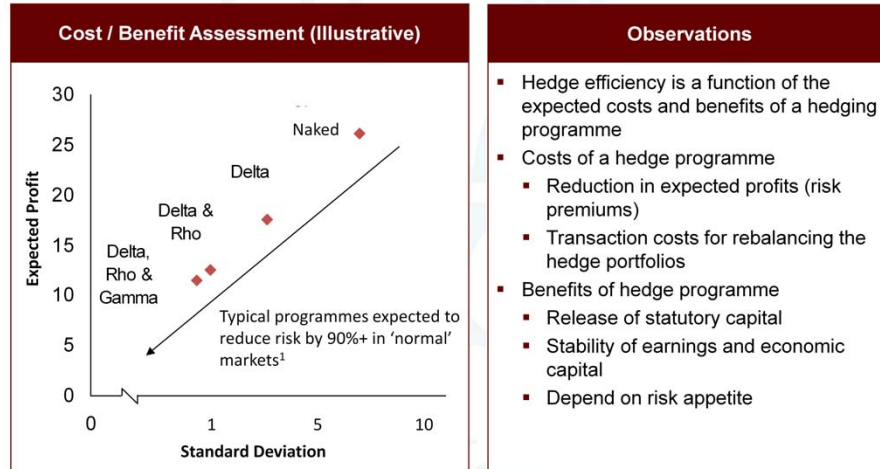 Cost / Benefit Assessment (Illustrative)
30
25
20
15
10
5
0
Expected Profit
Naked
Delta
Delta &
Rho
Delta,
Rho &
Gamma
Typical programmes expected to
reduce risk by 90%+ in ‘normal’
markets¹
0
1
5
10
Standard Deviation
Observations
▪ Hedge efficiency is a function of the
expected costs and benefits of a hedging
programme
▪ Costs of a hedge programme
▪ Reduction in expected profits (risk
premiums)
▪ Transaction costs for rebalancing the
hedge portfolios
▪ Benefits of hedge programme
▪ Release of statutory capital
▪ Stability of earnings and economic
capital
▪ Depend on risk appetite